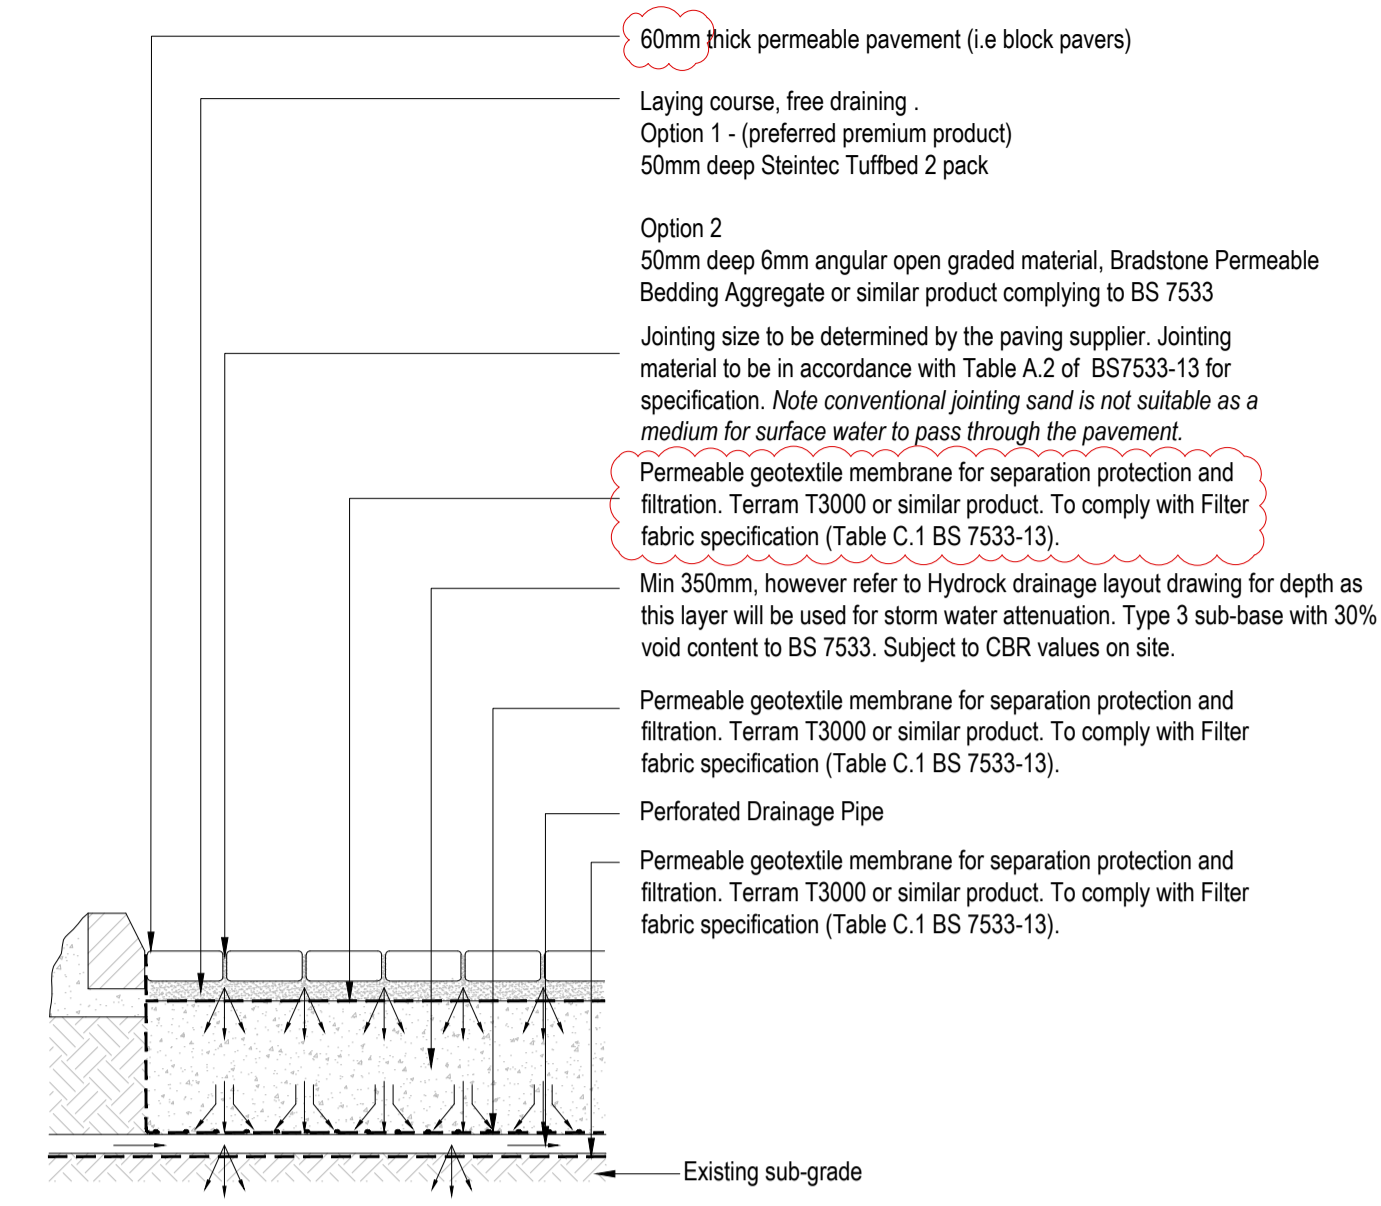 60mm thick permeable pavement (i.e block pavers)
Laying course, free draining .
Option 1 - (preferred premium product)
50mm deep Steintec Tuffbed 2 pack
Option 2
50mm deep 6mm angular open graded material, Bradstone Permeable
Bedding Aggregate or similar product complying to BS 7533
Jointing size to be determined by the paving supplier. Jointing
material to be in accordance with Table A.2 of BS7533-13 for
specification. Note conventional jointing sand is not suitable as a
medium for surface water to pass through the pavement.
Permeable geotextile membrane for separation protection and
filtration. Terram T3000 or similar product. To comply with Filter
fabric specification (Table C.1 BS 7533-13).
Min 350mm, however refer to Hydrock drainage layout drawing for depth as
this layer will be used for storm water attenuation. Type 3 sub-base with 30%
void content to BS 7533. Subject to CBR values on site.
Permeable geotextile membrane for separation protection and
filtration. Terram T3000 or similar product. To comply with Filter
fabric specification (Table C.1 BS 7533-13).
Perforated Drainage Pipe
Permeable geotextile membrane for separation protection and
filtration. Terram T3000 or similar product. To comply with Filter
fabric specification (Table C.1 BS 7533-13).
Existing sub-grade